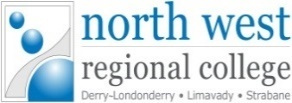 north west
regional college
Derry-Londonderry • Limavady • Strabane